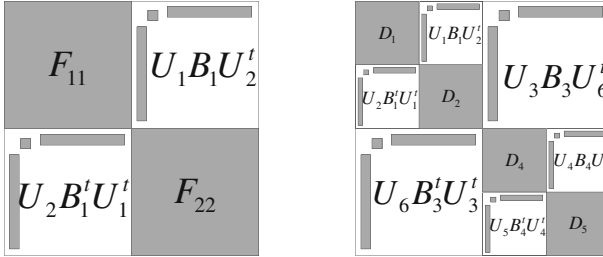 F₁₁ U₁B₁U₂ᵗ
U₂B₁ᵗU₁ᵗ F₂₂
D₁ U₁B₁U₂ᵗ
U₃B₃U₆ᵗ
U₂B₁ᵗU₁ᵗ D₂
D₄ U₄B₄U
U₆B₃ᵗU₃ᵗ
U₅B₄ᵗU₄ᵗ D₅